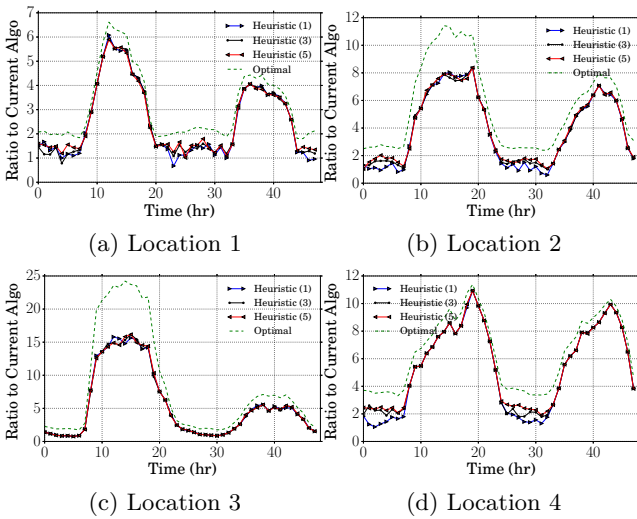 Ratio to Current Algo
7
6
5
4
3
2
1
0
0 10 20 30 40
Time (hr)
Heuristic (1)
Heuristic (3)
Heuristic (5)
Optimal
(a) Location 1
Ratio to Current Algo
12
10
8
6
4
2
0
0 10 20 30 40
Time (hr)
Heuristic (1)
Heuristic (3)
Heuristic (5)
Optimal
(b) Location 2
Ratio to Current Algo
25
20
15
10
5
0
0 10 20 30 40
Time (hr)
Heuristic (1)
Heuristic (3)
Heuristic (5)
Optimal
(c) Location 3
Ratio to Current Algo
12
10
8
6
4
2
0
0 10 20 30 40
Time (hr)
Heuristic (1)
Heuristic (3)
Heuristic (5)
Optimal
(d) Location 4